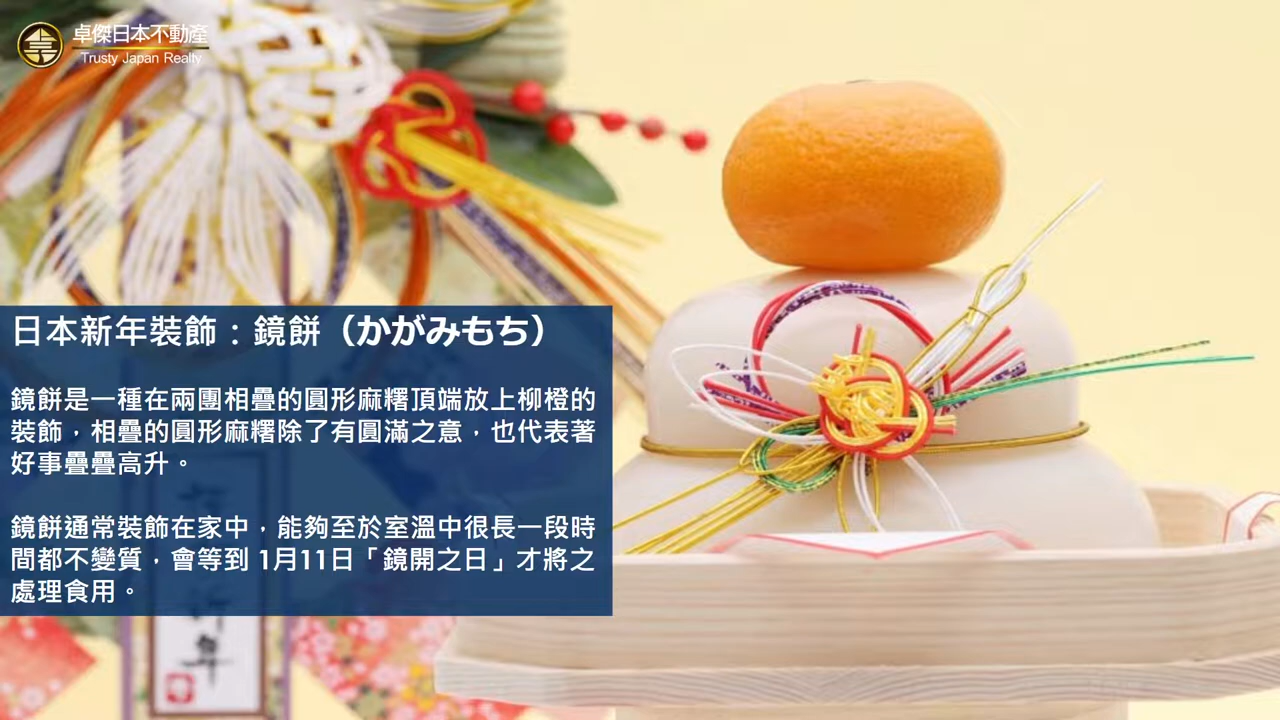 卓傑日本不動產
Trusty Japan Realty
日本新年裝飾：鏡餅（かがみもち）
鏡餅是一種在兩團相疊的圓形麻糬頂端放上柳橙的
裝飾，相疊的圓形麻糬除了有圓滿之意，也代表著
好事疊疊高升。
鏡餅通常裝飾在家中，能夠至於室溫中很長一段時
間都不變質，會等到 1月11日「鏡開之日」才將之
處理食用。
新年